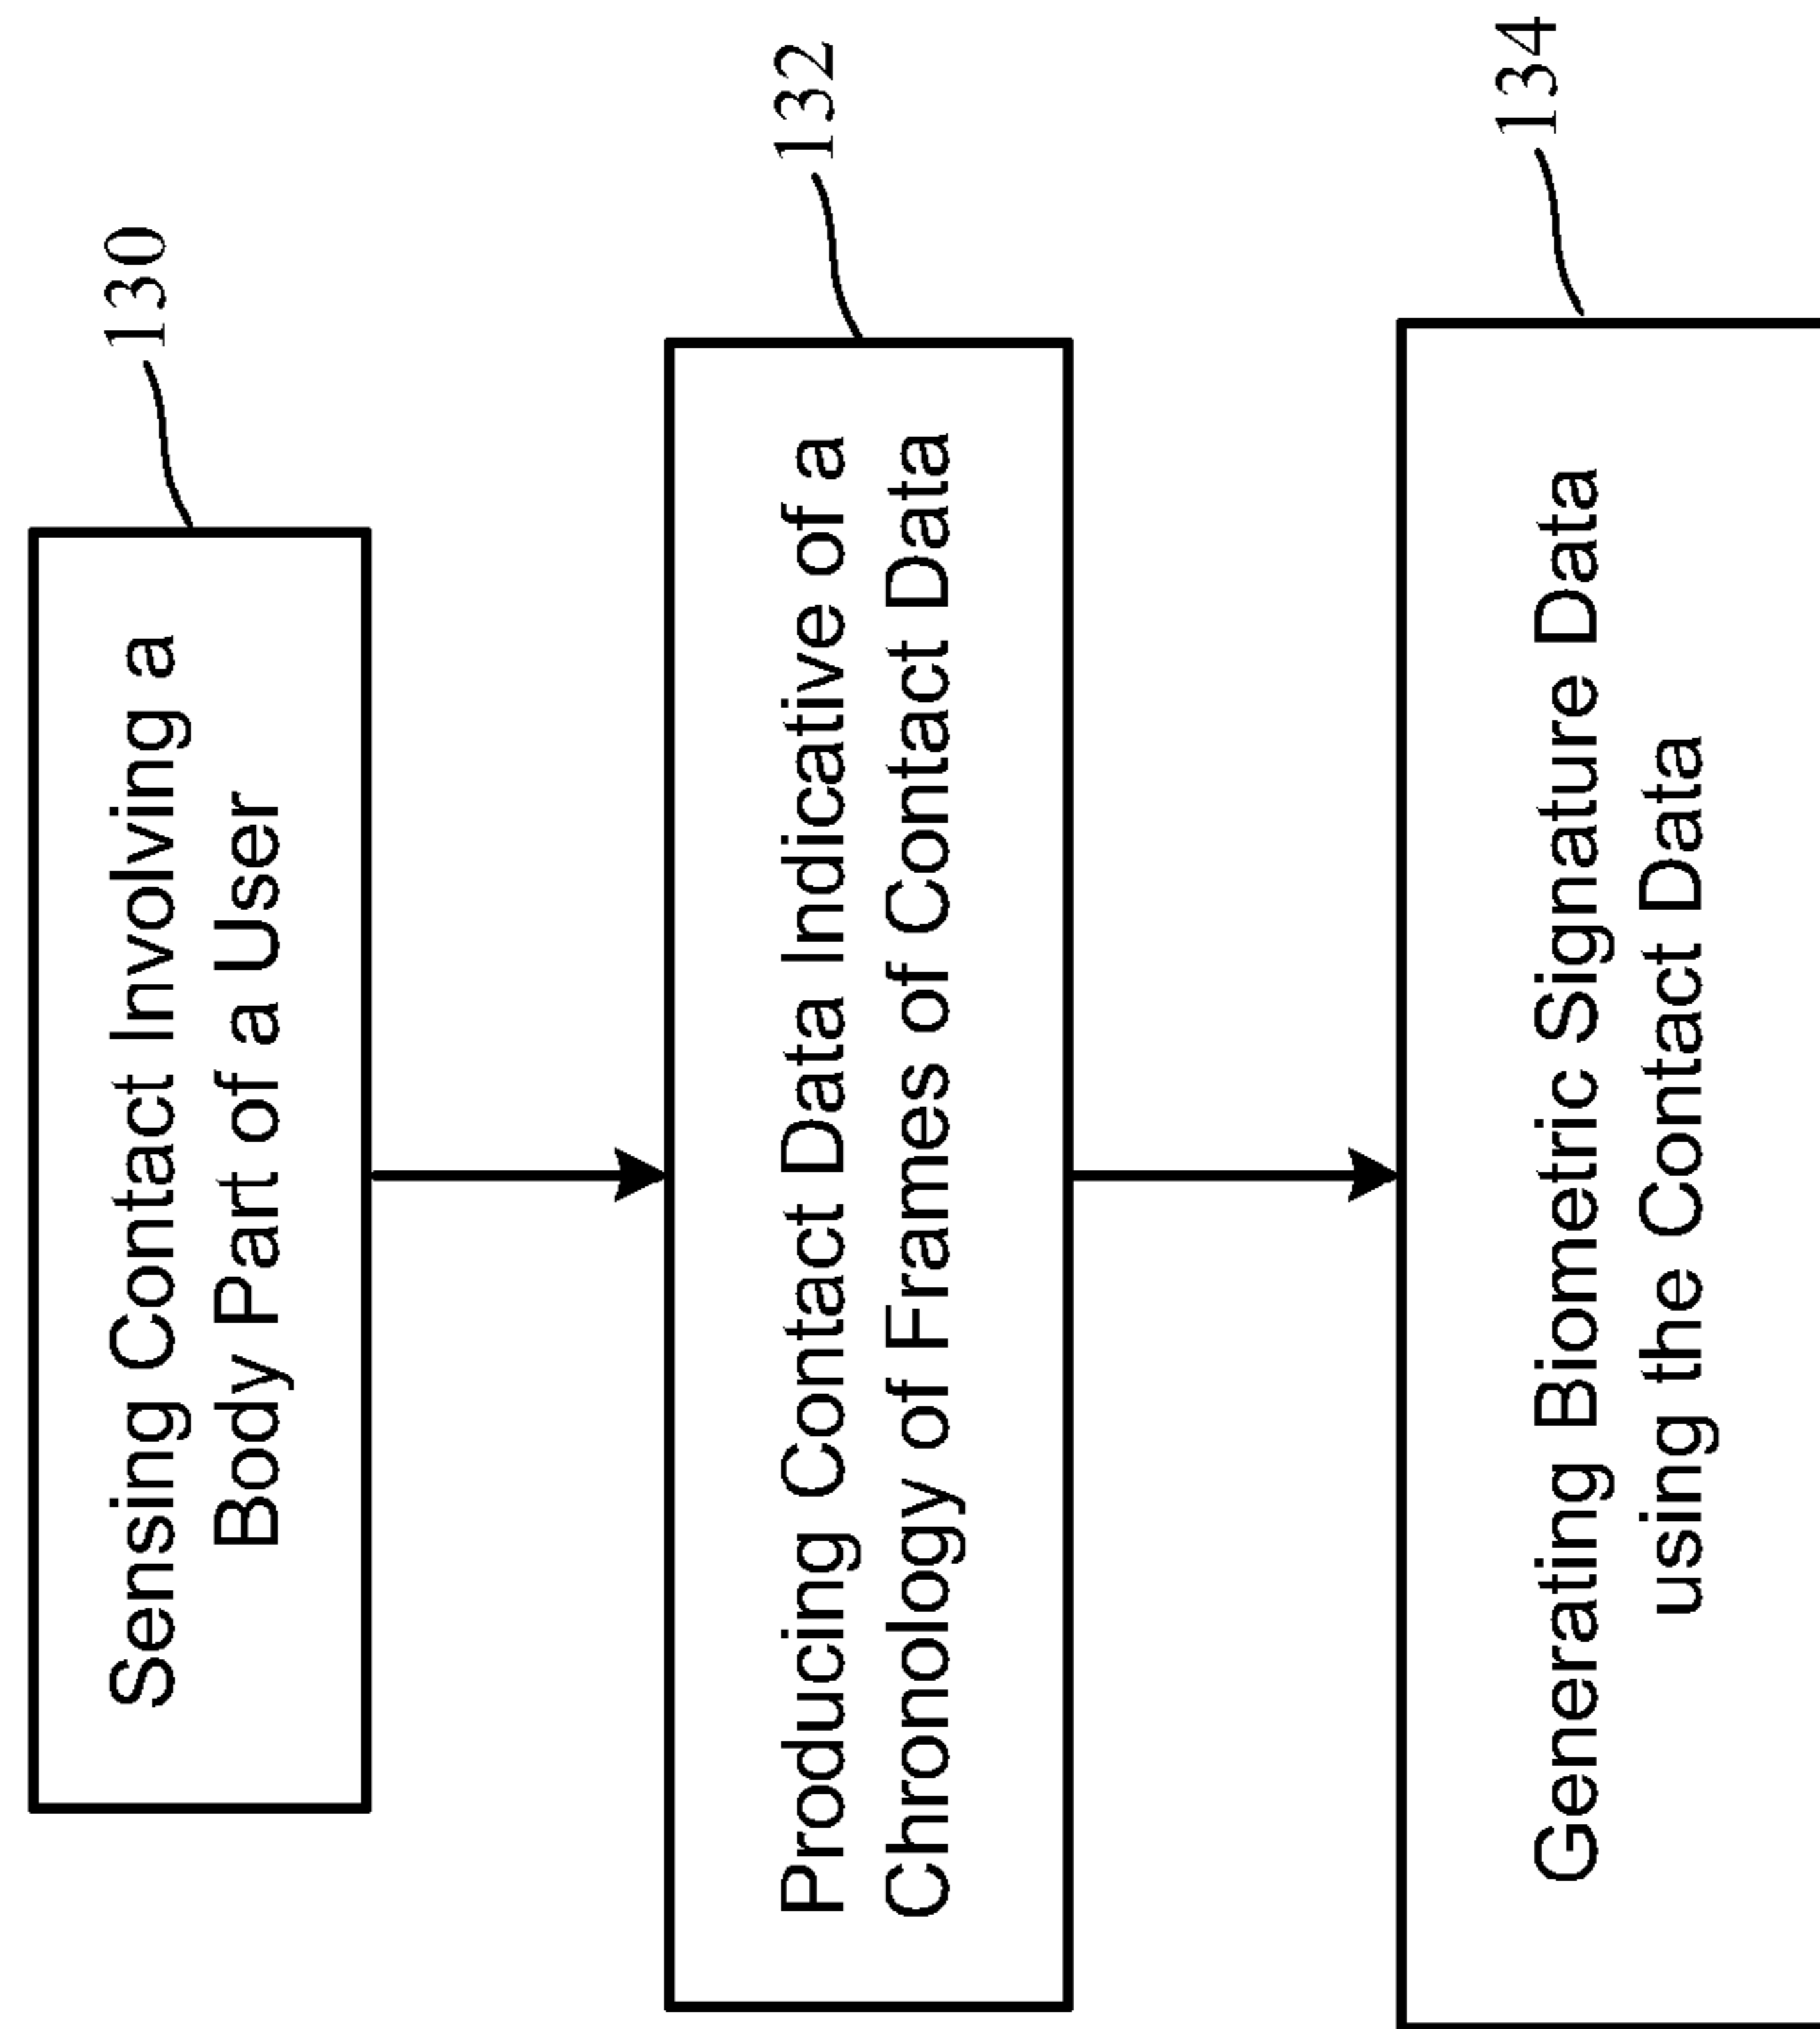 Sensing Contact Involving a
Body Part of a User
130
Producing Contact Data Indicative of a
Chronology of Frames of Contact Data
132
Generating Biometric Signature Data
using the Contact Data
134